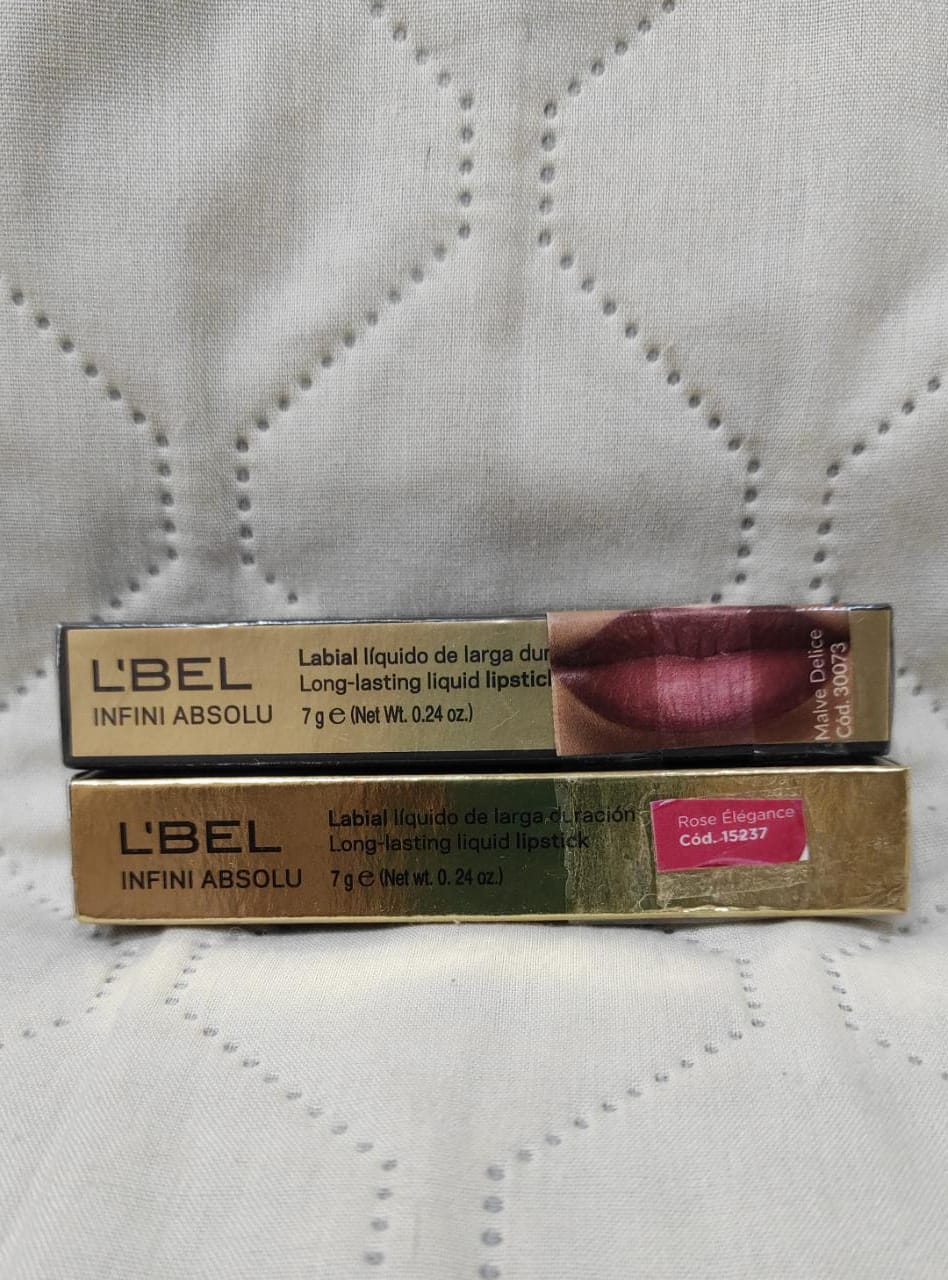 L'BEL
INFINI ABSOLU
Labial líquido de larga dur
Long-lasting liquid lipstick
7 g ℮ (Net Wt. 0.24 oz.)
Malve Delice
Cód. 30073
L'BEL
INFINI ABSOLU
Labial líquido de larga duración
Long-lasting liquid lipstick
7 g ℮ (Net wt. 0. 24 oz.)
Rose Élégance
Cód. 15237